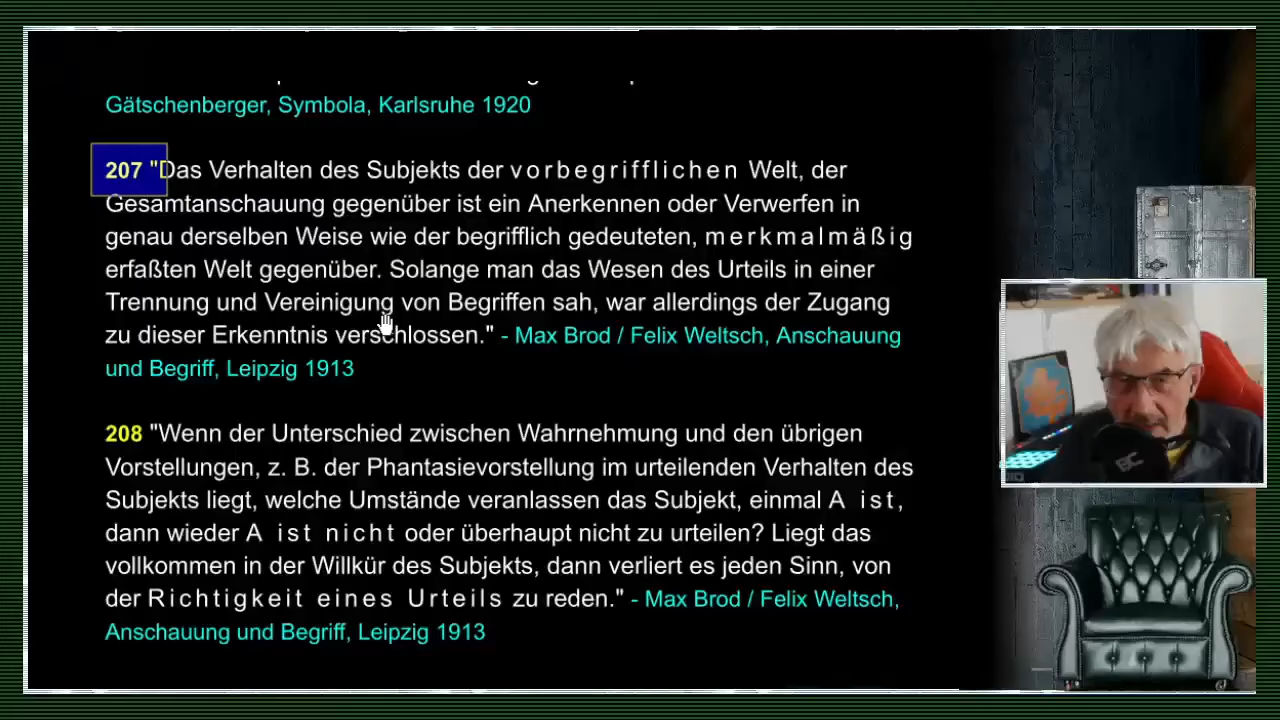 Gätschenberger, Symbola, Karlsruhe 1920
207 "Das Verhalten des Subjekts der vorbegrifflichen Welt, der
Gesamtanschauung gegenüber ist ein Anerkennen oder Verwerfen in
genau derselben Weise wie der begrifflich gedeuteten, merkmalmäßig
erfaßten Welt gegenüber. Solange man das Wesen des Urteils in einer
Trennung und Vereinigung von Begriffen sah, war allerdings der Zugang
zu dieser Erkenntnis verschlossen." - Max Brod / Felix Weltsch, Anschauung
und Begriff, Leipzig 1913
208 "Wenn der Unterschied zwischen Wahrnehmung und den übrigen
Vorstellungen, z. B. der Phantasievorstellung im urteilenden Verhalten des
Subjekts liegt, welche Umstände veranlassen das Subjekt, einmal A ist,
dann wieder A ist nicht oder überhaupt nicht zu urteilen? Liegt das
vollkommen in der Willkür des Subjekts, dann verliert es jeden Sinn, von
der Richtigkeit eines Urteils zu reden." - Max Brod / Felix Weltsch,
Anschauung und Begriff, Leipzig 1913